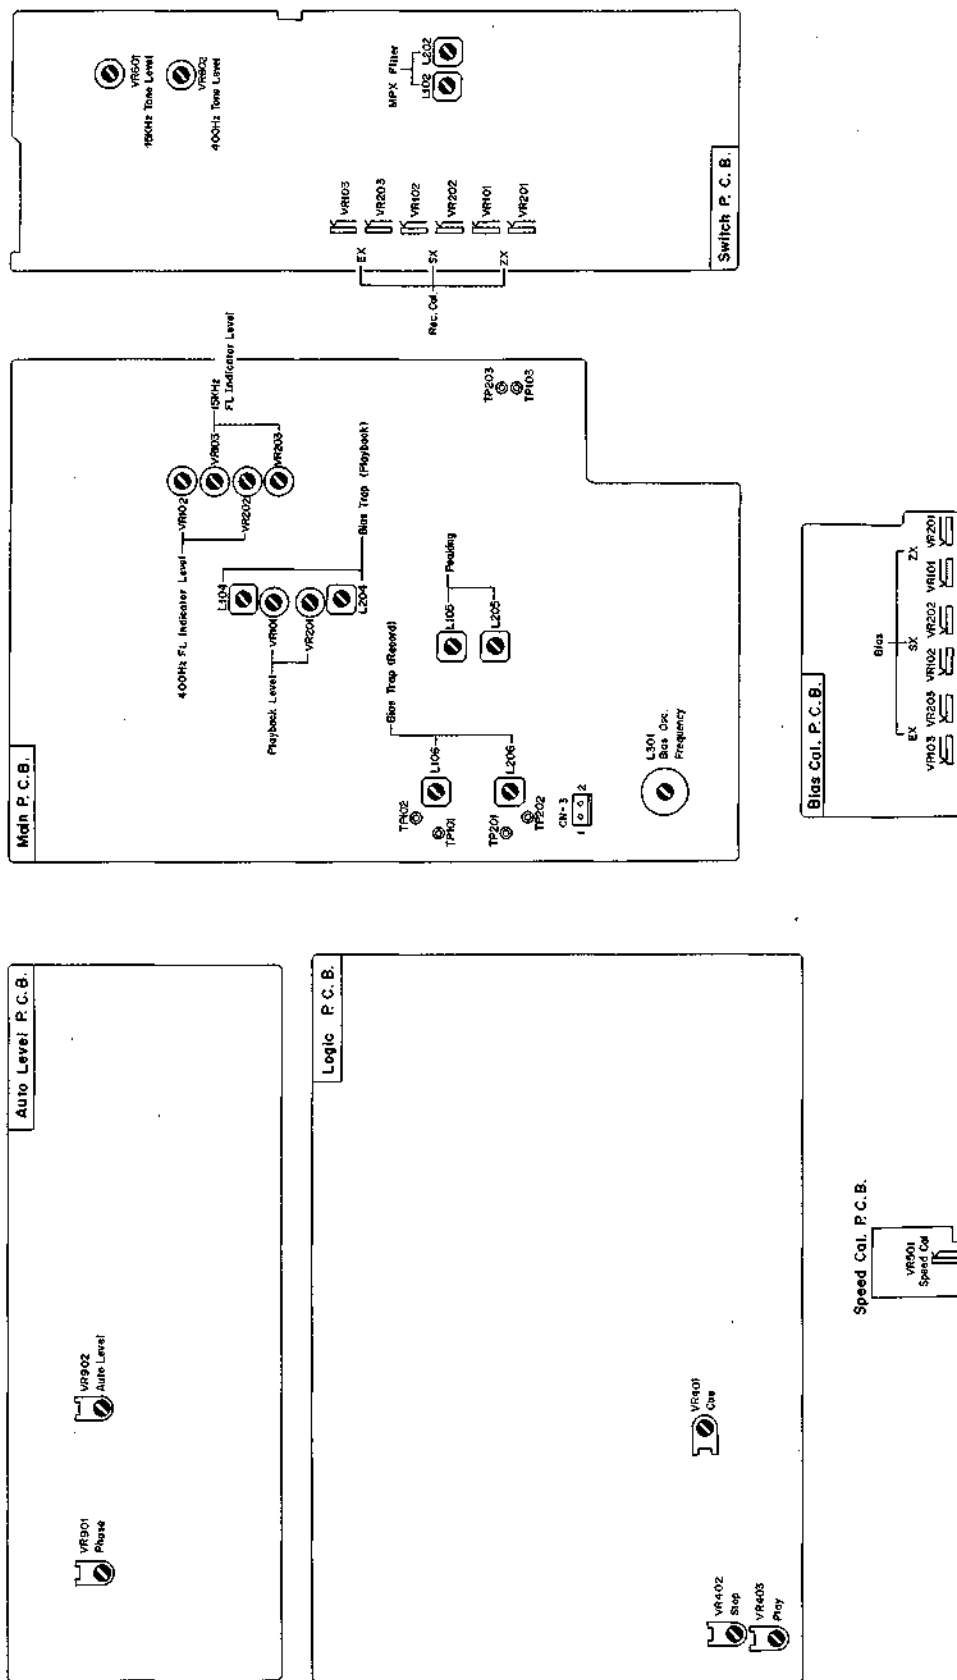 Auto Level P.C.B.
VR901
Phase
VR902
Auto Level
Logic P.C.B.
VR401
Cue
VR402
Stop
VR403
Play
Speed Cal. P.C.B.
VR501
Speed Cal
Main P.C.B.
400Hz FL Indicator Level
VR102
VR103
VR202
VR203
15KHz
FL Indicator Level
L104
VR101
VR201
L204
Playback Level
Bias Trap (Playback)
Bias Trap (Record)
TP102
TP101
L106
L105
L205
Peaking
TP201
TP202
L206
CN-3
1
2
L301
Bias Osc.
Frequency
TP203
TP103
Bias Cal. P.C.B.
Bias
EX
SX
ZX
VR103
VR203
VR102
VR202
VR101
VR201
Switch P.C.B.
VR601
15KHz Tone Level
VR602
400Hz Tone Level
MPX Filter
L102
L202
Rec. Cal.
EX
SX
ZX
VR103
VR203
VR102
VR202
VR101
VR201